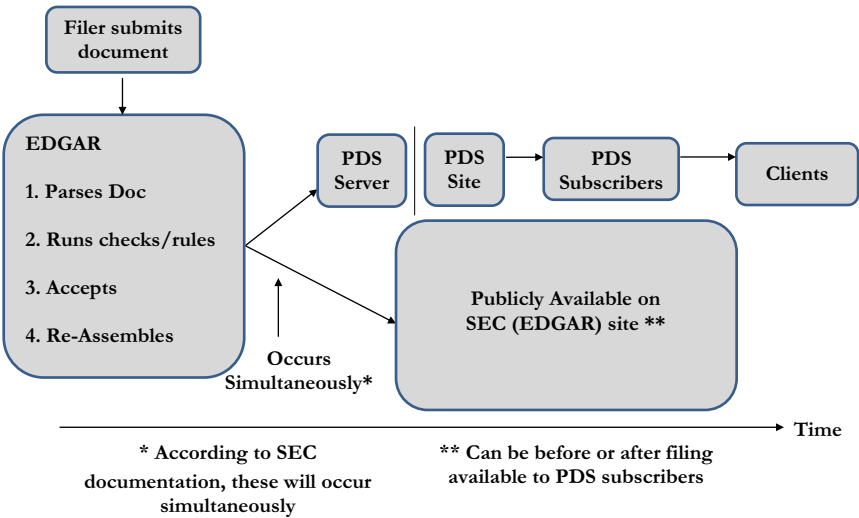 Filer submits
document
EDGAR
1. Parses Doc
2. Runs checks/rules
3. Accepts
4. Re-Assembles
PDS
Server
PDS
Site
PDS
Subscribers
Clients
Publicly Available on
SEC (EDGAR) site **
Occurs
Simultaneously*
Time
* According to SEC
documentation, these will occur
simultaneously
** Can be before or after filing
available to PDS subscribers